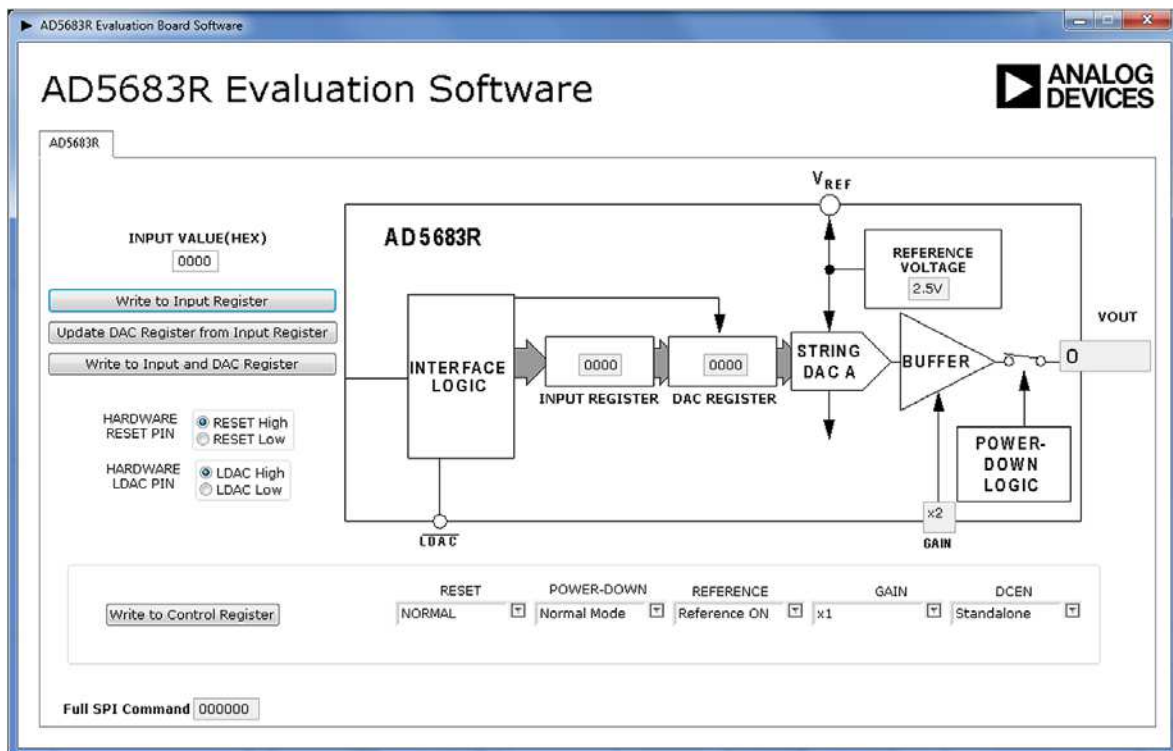 AD5683R Evaluation Board Software
AD5683R Evaluation Software
ANALOG
DEVICES
AD5683R
INPUT VALUE(HEX)
0000
Write to Input Register
Update DAC Register from Input Register
Write to Input and DAC Register
HARDWARE
RESET PIN
RESET High
RESET Low
HARDWARE
LDAC PIN
LDAC High
LDAC Low
AD5683R
VREF
REFERENCE
VOLTAGE
2.5V
INTERFACE
LOGIC
0000
INPUT REGISTER
0000
DAC REGISTER
STRING
DAC A
BUFFER
VOUT
0
POWER-
DOWN
LOGIC
x2
GAIN
LDAC
Write to Control Register
RESET
NORMAL
POWER-DOWN
Normal Mode
REFERENCE
Reference ON
GAIN
x1
DCEN
Standalone
Full SPI Command 000000